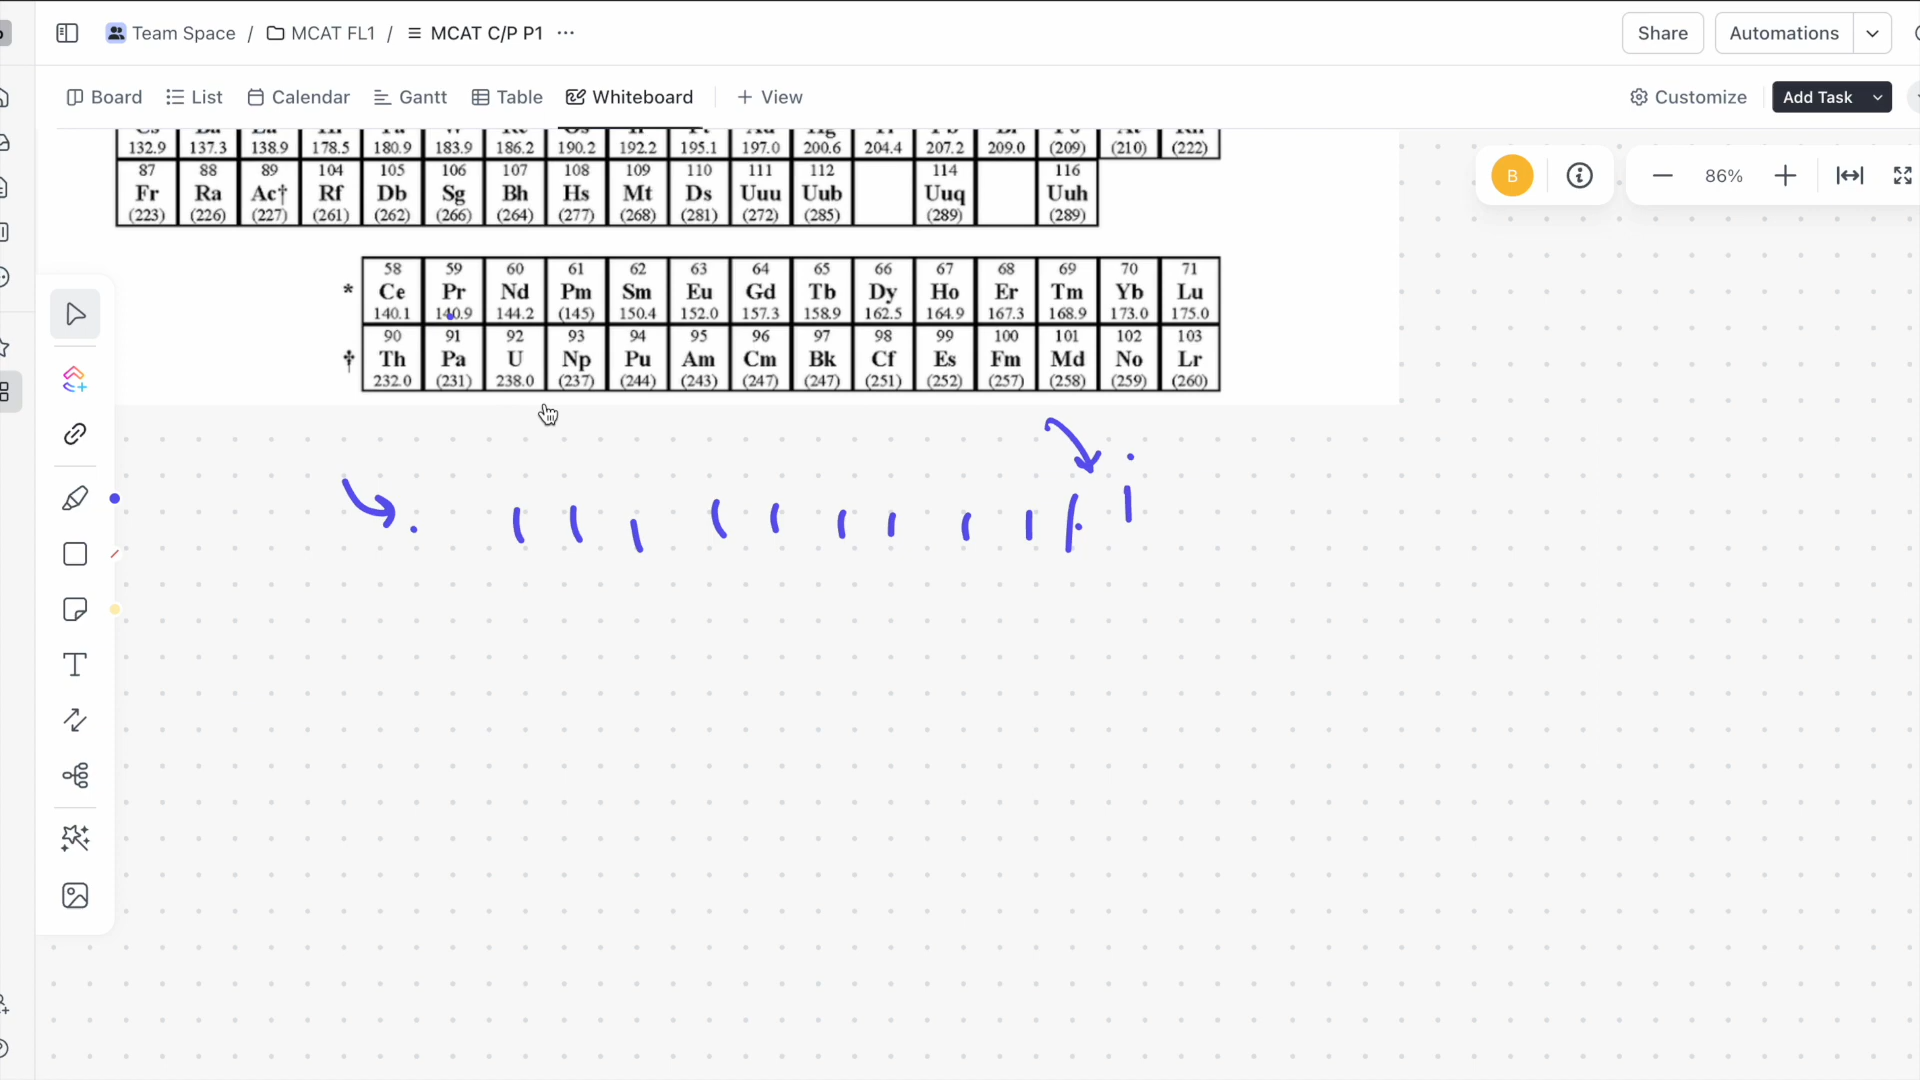 Team Space / MCAT FL1 / MCAT C/P P1 ...
Share Automations
Board List Calendar Gantt Table Whiteboard + View
Customize Add Task
132.9 137.3 138.9 178.5 180.9 183.9 186.2 190.2 192.2 195.1 197.0 200.6 204.4 207.2 209.0 (209) (210) (222)
87 88 89 104 105 106 107 108 109 110 111 112 114 116
Fr Ra Ac† Rf Db Sg Bh Hs Mt Ds Uuu Uub Uuq Uuh
(223) (226) (227) (261) (262) (266) (264) (277) (268) (281) (272) (285) (289) (289)
B
86%
58 59 60 61 62 63 64 65 66 67 68 69 70 71
* Ce Pr Nd Pm Sm Eu Gd Tb Dy Ho Er Tm Yb Lu
140.1 140.9 144.2 (145) 150.4 152.0 157.3 158.9 162.5 164.9 167.3 168.9 173.0 175.0
90 91 92 93 94 95 96 97 98 99 100 101 102 103
† Th Pa U Np Pu Am Cm Bk Cf Es Fm Md No Lr
232.0 (231) 238.0 (237) (244) (243) (247) (247) (251) (252) (257) (258) (259) (260)